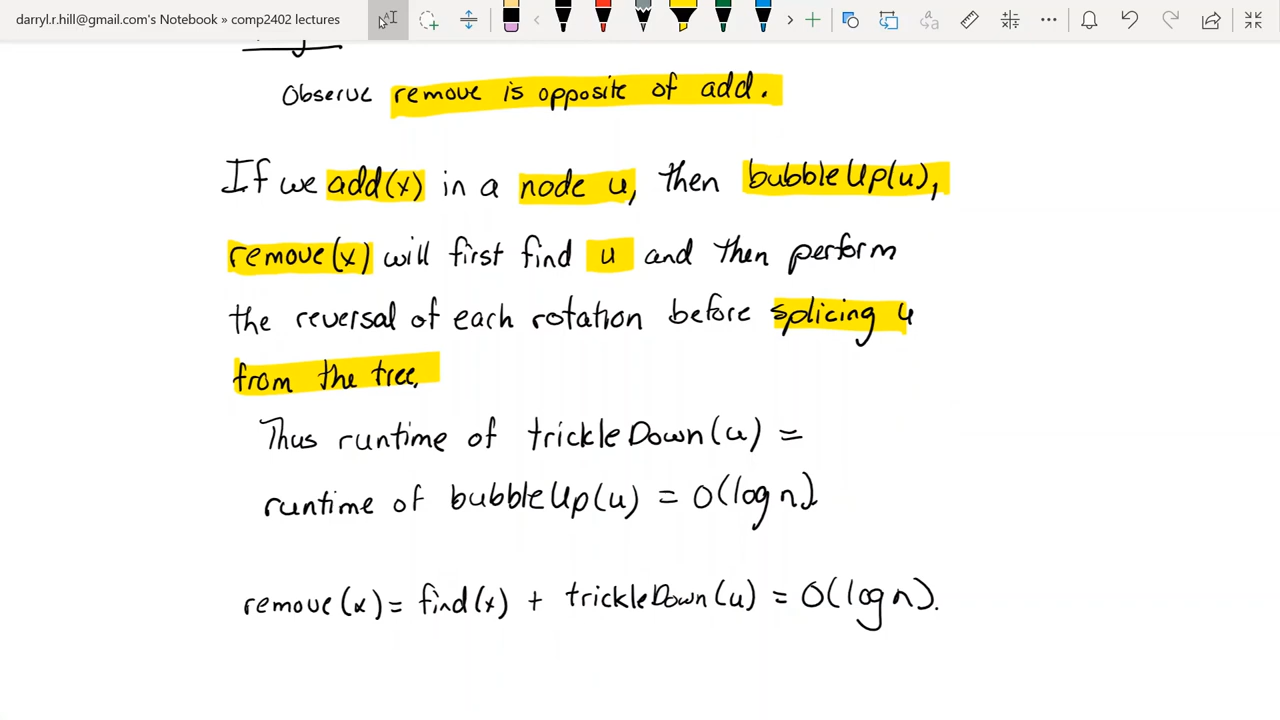 darryl.r.hill@gmail.com's Notebook » comp2402 lectures
Observe remove is opposite of add.
If we add(x) in a node u, then bubbleUp(u),
remove(x) will first find u and then perform
the reversal of each rotation before splicing u
from the tree.
Thus runtime of trickleDown(u) =
runtime of bubbleUp(u) = O(log n).
remove(x) = find(x) + trickleDown(u) = O(log n).